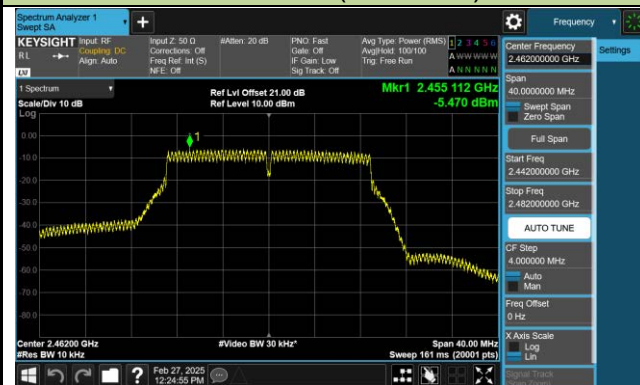 Spectrum Analyzer 1
Swept SA
Frequency
KEYSIGHT
Input: RF
Coupling: DC
Align: Auto
Input Z: 50 Ω
Corrections: Off
Freq Ref: Int (S)
NFE: Off
#Atten: 20 dB
PNO: Fast
Gate: Off
IF Gain: Low
Sig Track: Off
Avg Type: Power (RMS)
Avg|Hold: 100/100
Trig: Free Run
1 2 3 4 5 6
A W W W W W
A N N N N N
R L
LXI
1 Spectrum
Scale/Div 10 dB
Log
Ref Lvl Offset 21.00 dB
Ref Level 10.00 dBm
Mkr1 2.455 112 GHz
-5.470 dBm
1
0.00
-10.0
-20.0
-30.0
-40.0
-50.0
-60.0
-70.0
-80.0
Center 2.46200 GHz
#Res BW 10 kHz
#Video BW 30 kHz*
Span 40.00 MHz
Sweep 161 ms (20001 pts)
Feb 27, 2025
12:24:55 PM
Center Frequency
2.462000000 GHz
Settings
Span
40.0000000 MHz
Swept Span
Zero Span
Full Span
Start Freq
2.442000000 GHz
Stop Freq
2.482000000 GHz
AUTO TUNE
CF Step
4.000000 MHz
Auto
Man
Freq Offset
0 Hz
X Axis Scale
Log
Lin
Signal Track